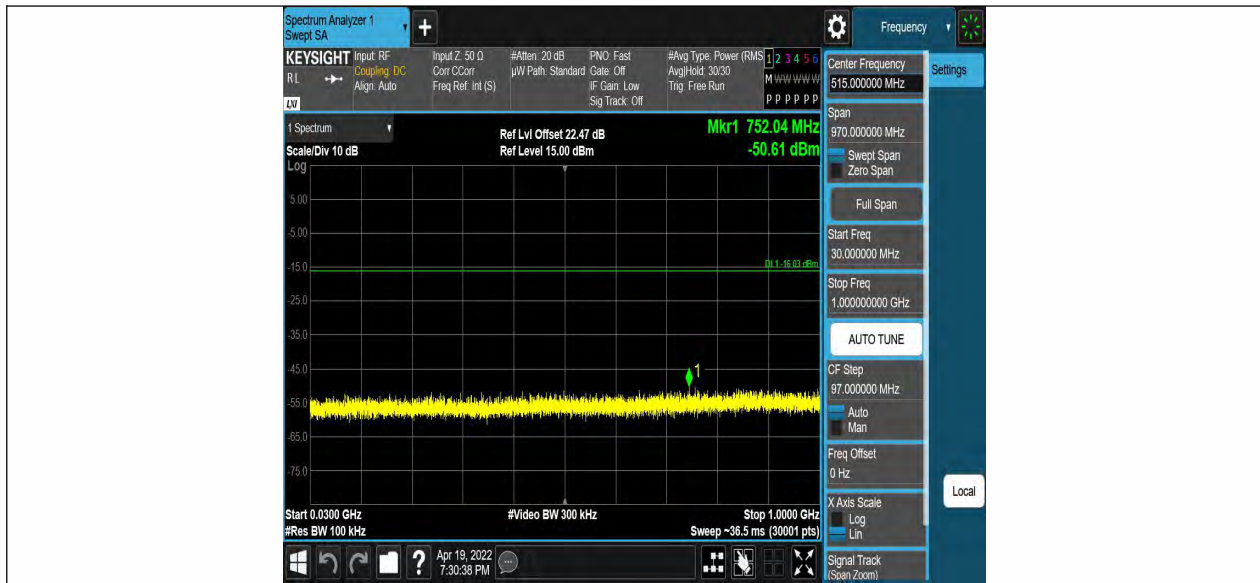 Spectrum Analyzer 1
Swept SA
+
Frequency
KEYSIGHT
RL
LXI
Input: RF
Coupling: DC
Align: Auto
Input Z: 50 Ω
Corr CCorr
Freq Ref: Int (S)
#Atten: 20 dB
µW Path: Standard
PNO: Fast
Gate: Off
IF Gain: Low
Sig Track: Off
#Avg Type: Power (RMS
Avg|Hold: 30/30
Trig: Free Run
1 2 3 4 5 6
M W W W W W
P P P P P P
1 Spectrum
Scale/Div 10 dB
Ref Lvl Offset 22.47 dB
Ref Level 15.00 dBm
Mkr1 752.04 MHz
-50.61 dBm
Log
5.00
-5.00
-15.0
DL1 -16.03 dBm
-25.0
-35.0
-45.0
1
-55.0
-65.0
-75.0
Start 0.0300 GHz
#Res BW 100 kHz
#Video BW 300 kHz
Stop 1.0000 GHz
Sweep ~36.5 ms (30001 pts)
?
Apr 19, 2022
7:30:38 PM
Center Frequency
515.000000 MHz
Settings
Span
970.000000 MHz
Swept Span
Zero Span
Full Span
Start Freq
30.000000 MHz
Stop Freq
1.000000000 GHz
AUTO TUNE
CF Step
97.000000 MHz
Auto
Man
Freq Offset
0 Hz
X Axis Scale
Log
Lin
Local
Signal Track
(Span Zoom)